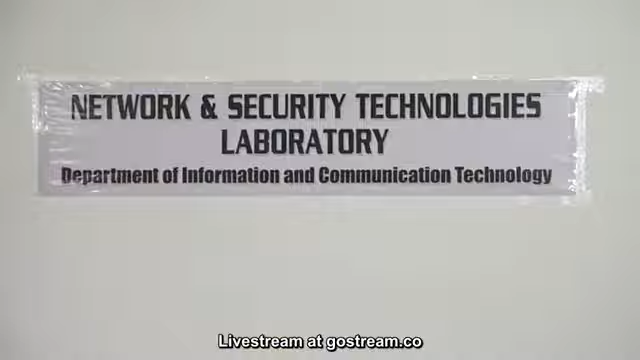 NETWORK & SECURITY TECHNOLOGIES
LABORATORY
Department of Information and Communication Technology
Livestream at gostream.co